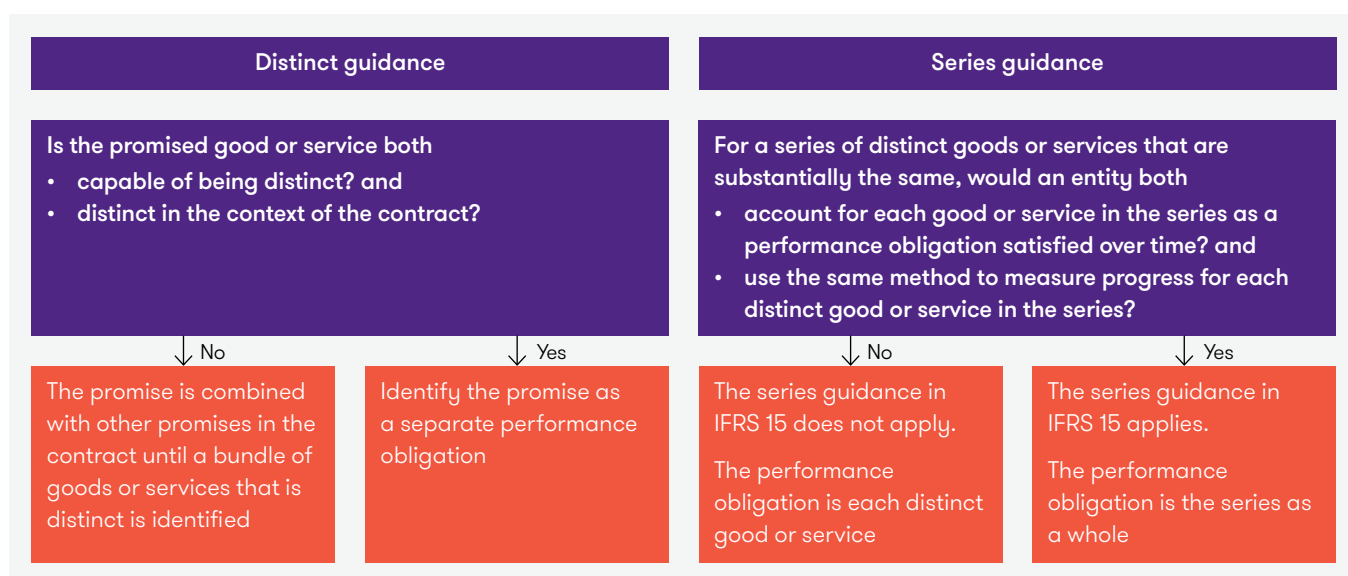 Distinct guidance
Is the promised good or service both
• capable of being distinct? and
• distinct in the context of the contract?
No
Yes
The promise is combined
with other promises in the
contract until a bundle of
goods or services that is
distinct is identified
Identify the promise as
a separate performance
obligation
Series guidance
For a series of distinct goods or services that are
substantially the same, would an entity both
• account for each good or service in the series as a
performance obligation satisfied over time? and
• use the same method to measure progress for each
distinct good or service in the series?
No
Yes
The series guidance in
IFRS 15 does not apply.
The performance
obligation is each distinct
good or service
The series guidance in
IFRS 15 applies.
The performance
obligation is the series as
a whole